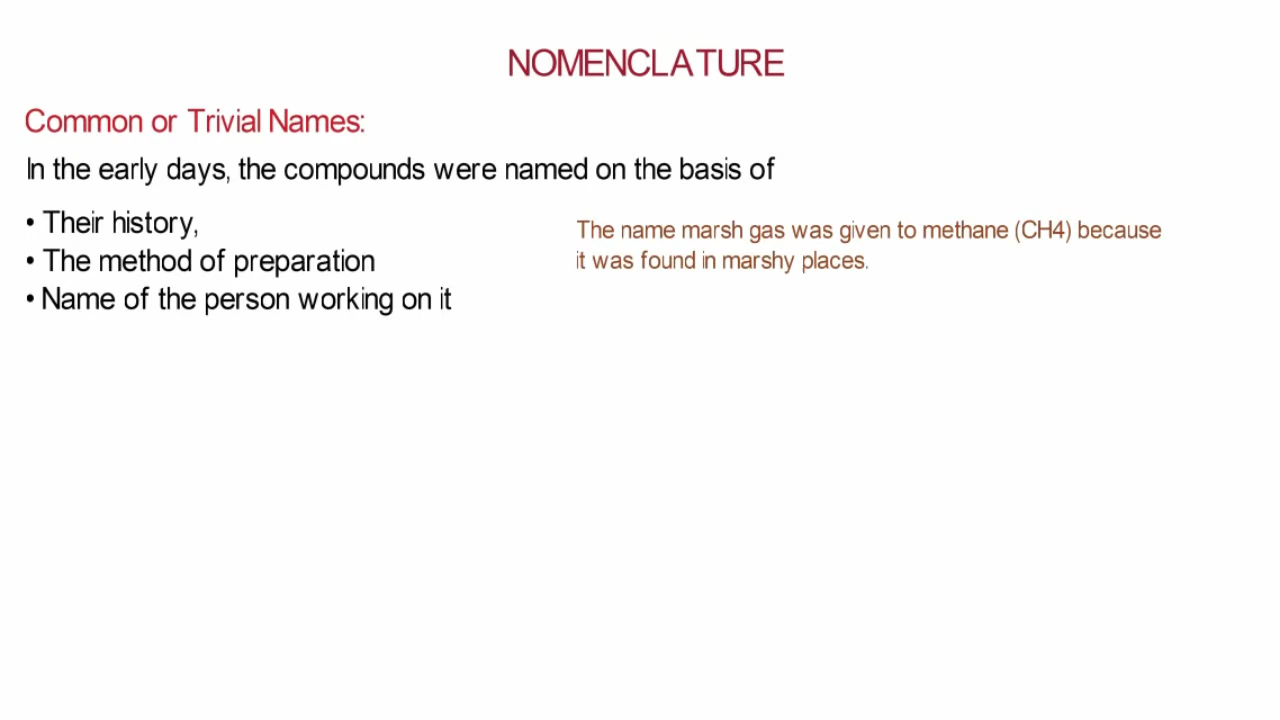 NOMENCLATURE
Common or Trivial Names:
In the early days, the compounds were named on the basis of
• Their history,
• The method of preparation
• Name of the person working on it
The name marsh gas was given to methane (CH4) because
it was found in marshy places.